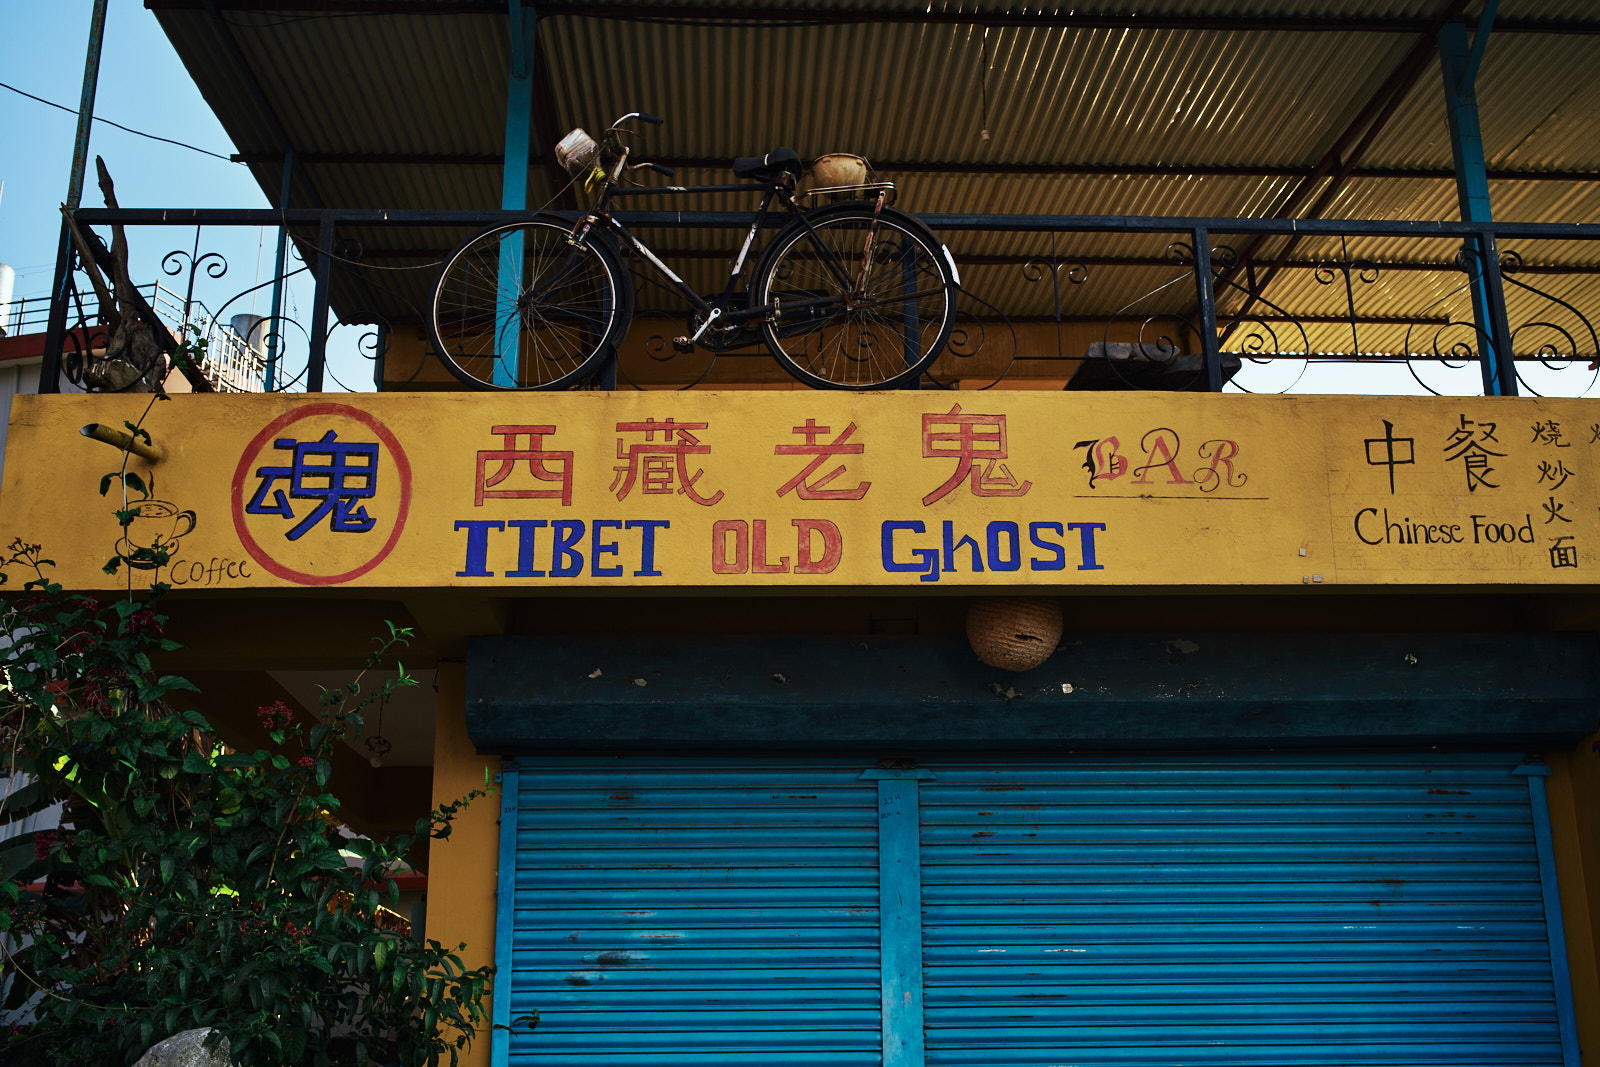 魂
Coffee
西藏老鬼 BAR
TIBET OLD GhOST
中餐
Chinese Food
烧
炒
火
面